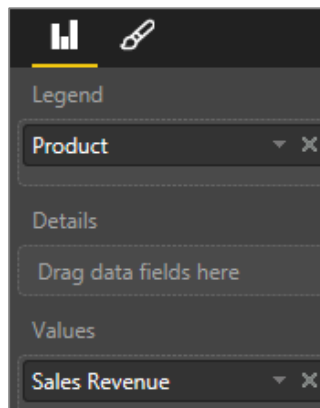 Legend
Product
Details
Drag data fields here
Values
Sales Revenue